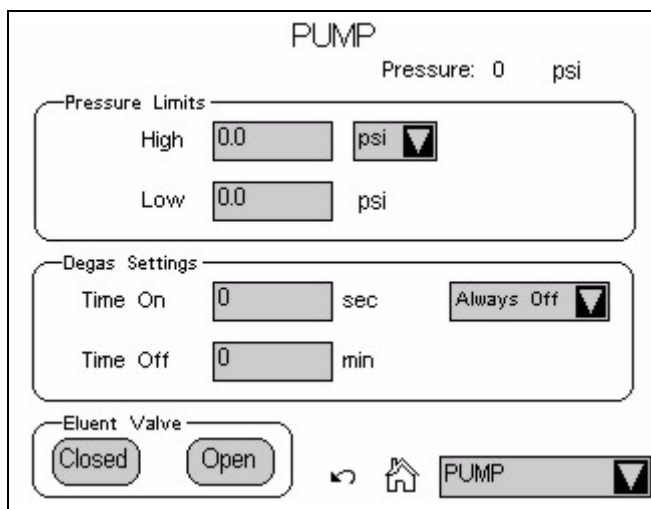 PUMP
Pressure: 0 psi
Pressure Limits
High 0.0 psi
Low 0.0 psi
Degas Settings
Time On 0 sec Always Off
Time Off 0 min
Eluent Valve
Closed Open
PUMP